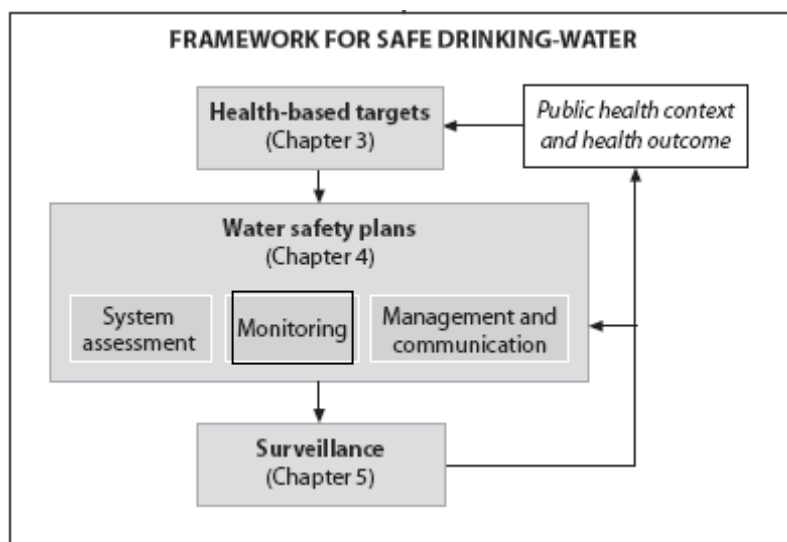 FRAMEWORK FOR SAFE DRINKING-WATER
Health-based targets
(Chapter 3)
Public health context
and health outcome
Water safety plans
(Chapter 4)
System
assessment
Monitoring
Management and
communication
Surveillance
(Chapter 5)